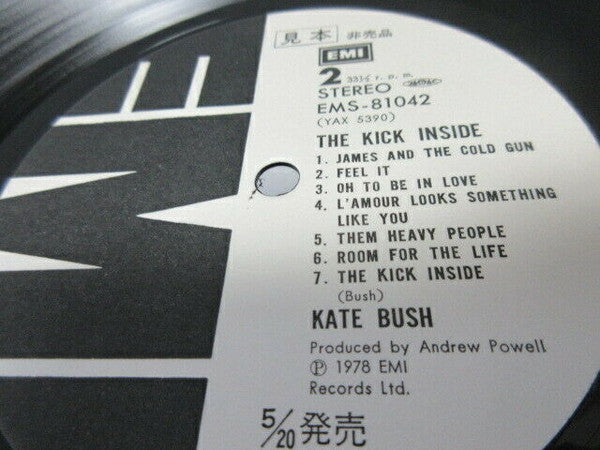 見本 非売品
EMI
2 33⅓ r.p.m.
STEREO
EMS-81042
(YAX 5390)
THE KICK INSIDE
1. JAMES AND THE COLD GUN
2. FEEL IT
3. OH TO BE IN LOVE
4. L'AMOUR LOOKS SOMETHING
LIKE YOU
5. THEM HEAVY PEOPLE
6. ROOM FOR THE LIFE
7. THE KICK INSIDE
(Bush)
KATE BUSH
Produced by Andrew Powell
Ⓟ 1978 EMI
Records Ltd.
5/20 発売